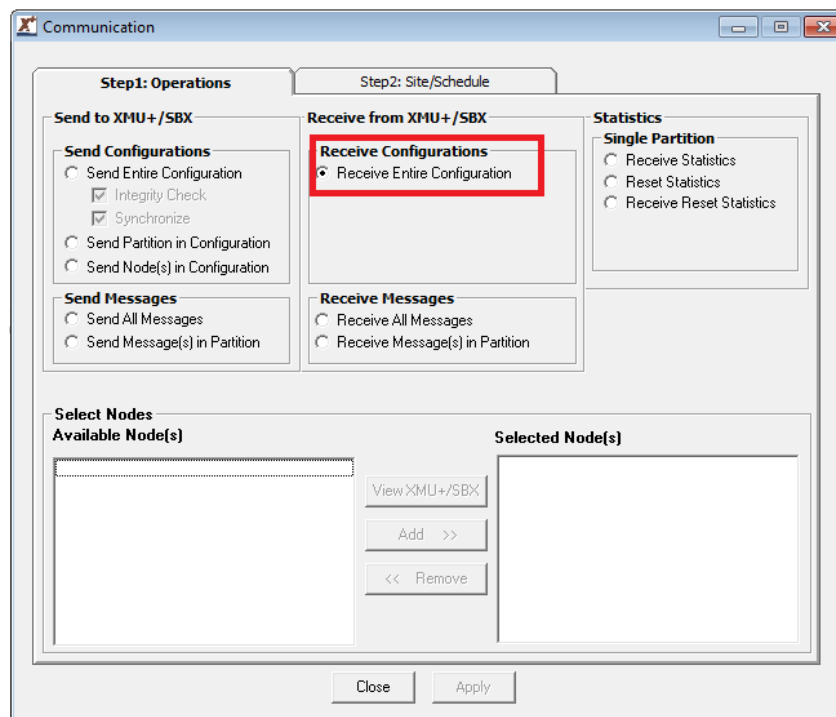 Communication
Step1: Operations
Step2: Site/Schedule
Send to XMU+/SBX
Send Configurations
Send Entire Configuration
Integrity Check
Synchronize
Send Partition in Configuration
Send Node(s) in Configuration
Send Messages
Send All Messages
Send Message(s) in Partition
Receive from XMU+/SBX
Receive Configurations
Receive Entire Configuration
Receive Messages
Receive All Messages
Receive Message(s) in Partition
Statistics
Single Partition
Receive Statistics
Reset Statistics
Receive Reset Statistics
Select Nodes
Available Node(s)
View XMU+/SBX
Add >>
<< Remove
Selected Node(s)
Close
Apply